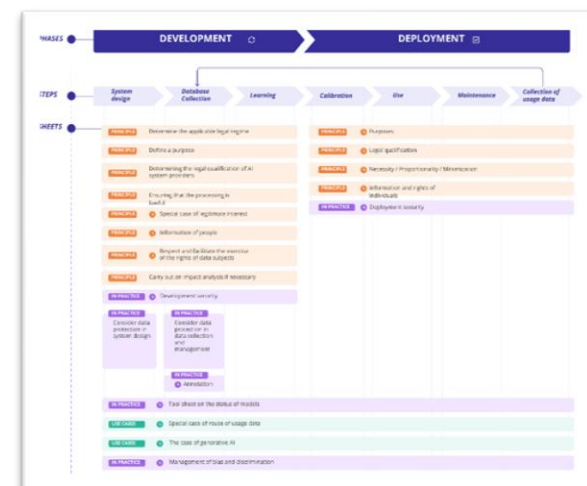 PHASES
DEVELOPMENT
DEPLOYMENT
STEPS
System
design
Database
Collection
Learning
Calibration
Use
Maintenance
Collection of
usage data
SHEETS
PRINCIPLE Determine the applicable legal regime
PRINCIPLE Define a purpose
PRINCIPLE Determining the legal qualification of AI
system providers
PRINCIPLE Ensuring that the processing is
lawful
PRINCIPLE Special case of legitimate interest
PRINCIPLE Information of people
PRINCIPLE Respect and facilitate the exercise
of the rights of data subjects
PRINCIPLE Carry out an impact analysis if necessary
IN PRACTICE Development security
PRINCIPLE Purposes
PRINCIPLE Legal qualification
PRINCIPLE Necessity / Proportionality / Minimization
PRINCIPLE Information and rights of
individuals
IN PRACTICE Deployment security
IN PRACTICE
Consider data
protection in
system design
IN PRACTICE
Consider data
protection in
data collection
and
management
IN PRACTICE
Annotation
IN PRACTICE Tool sheet on the status of models
USE CASES Special case of reuse of usage data
USE CASES The case of generative AI
IN PRACTICE Management of bias and discrimination